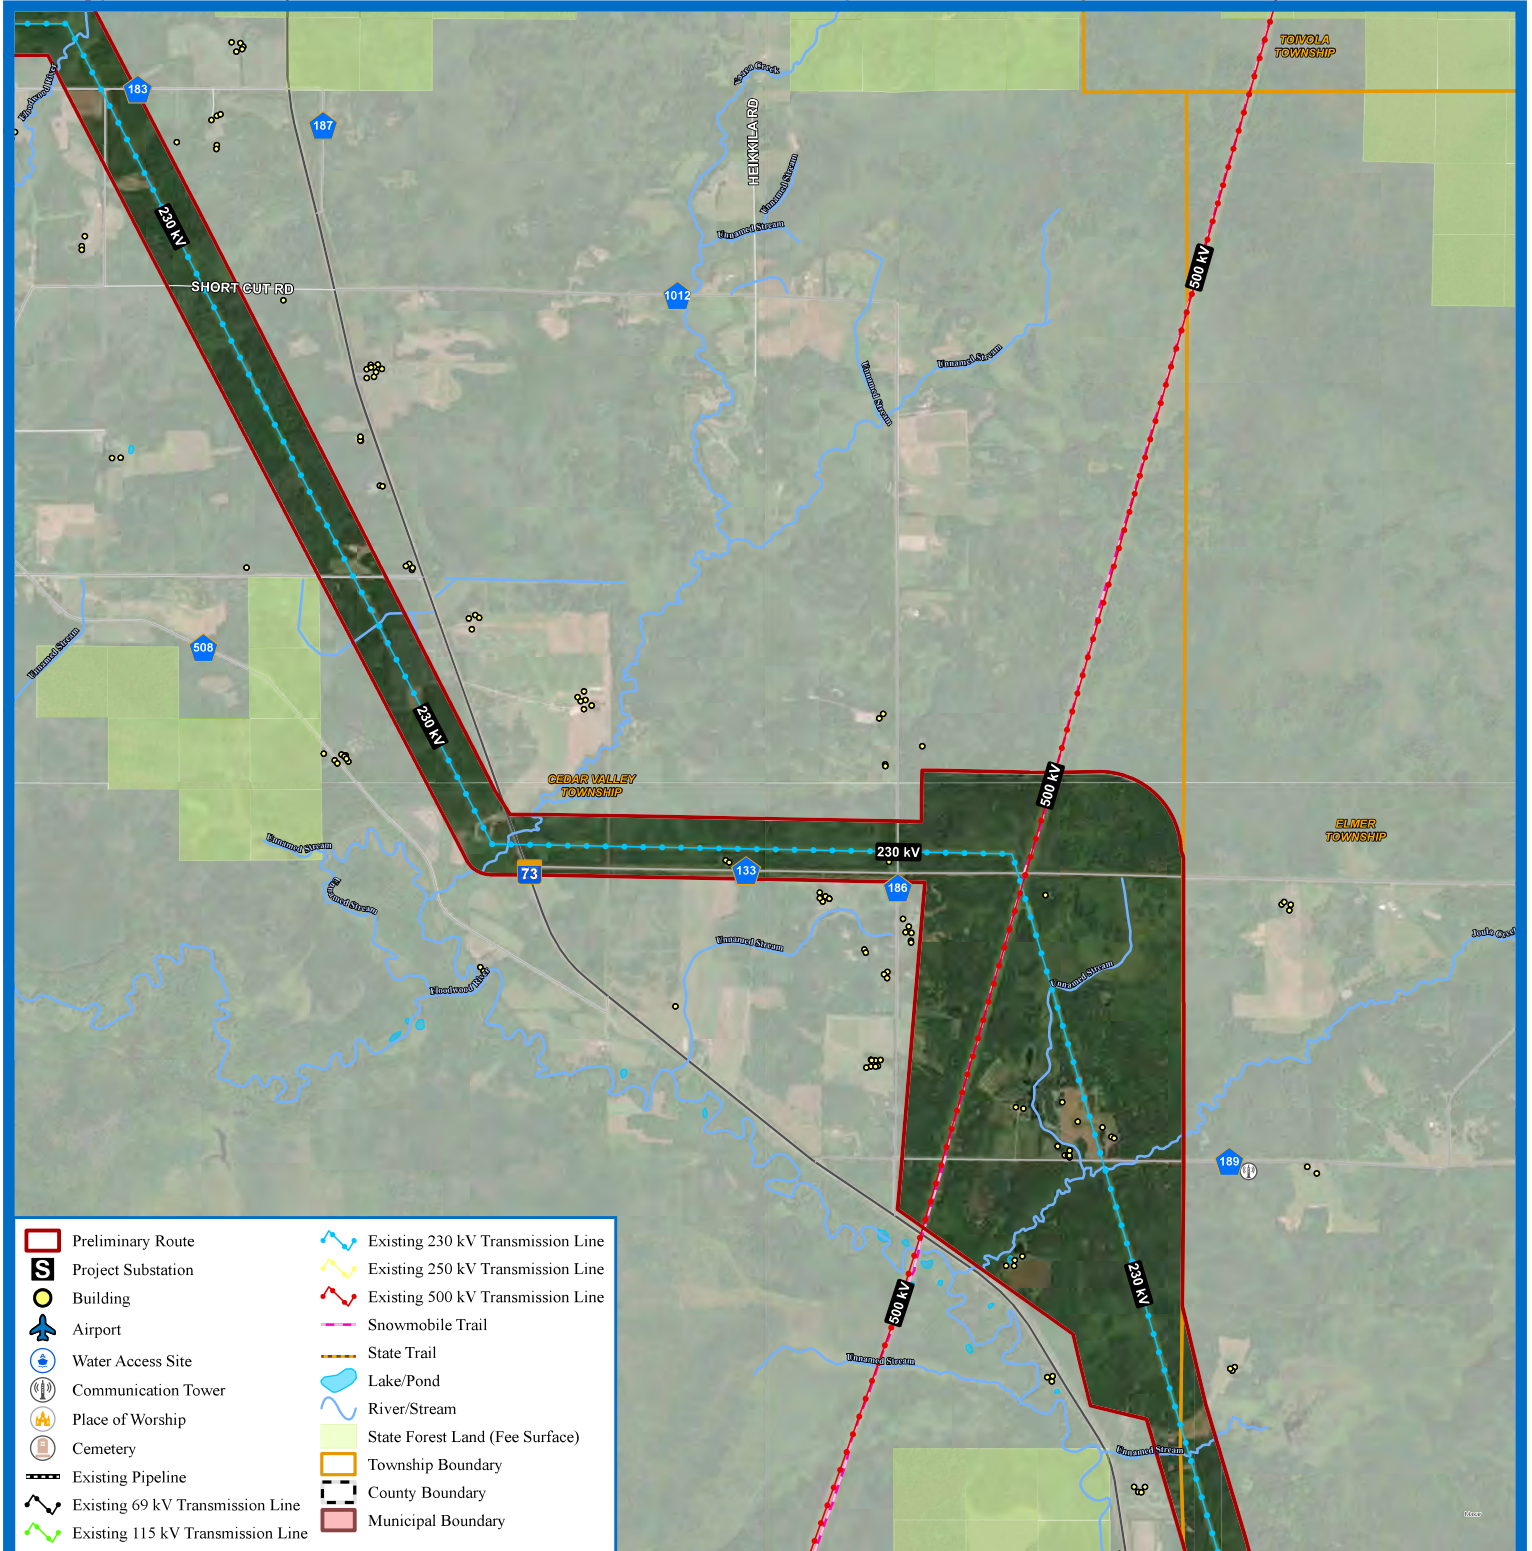 TOIVOLA
TOWNSHIP
Floodwood River
183
187
Vaara Creek
HEIKKILA RD
Unnamed Stream
Unnamed Stream
230 kV
500 kV
SHORT CUT RD
1012
Unnamed Stream
Unnamed Stream
508
Unnamed Stream
230 kV
CEDAR VALLEY
TOWNSHIP
500 kV
ELMER
TOWNSHIP
Unnamed Stream
230 kV
73
133
186
Unnamed Stream
Unnamed Stream
Joula Creek
Unnamed Stream
Floodwood River
189
230 kV
500 kV
Unnamed Stream
Unnamed Stream
Preliminary Route
S Project Substation
Building
Airport
Water Access Site
Communication Tower
Place of Worship
Cemetery
Existing Pipeline
Existing 69 kV Transmission Line
Existing 115 kV Transmission Line
Existing 230 kV Transmission Line
Existing 250 kV Transmission Line
Existing 500 kV Transmission Line
Snowmobile Trail
State Trail
Lake/Pond
River/Stream
State Forest Land (Fee Surface)
Township Boundary
County Boundary
Municipal Boundary